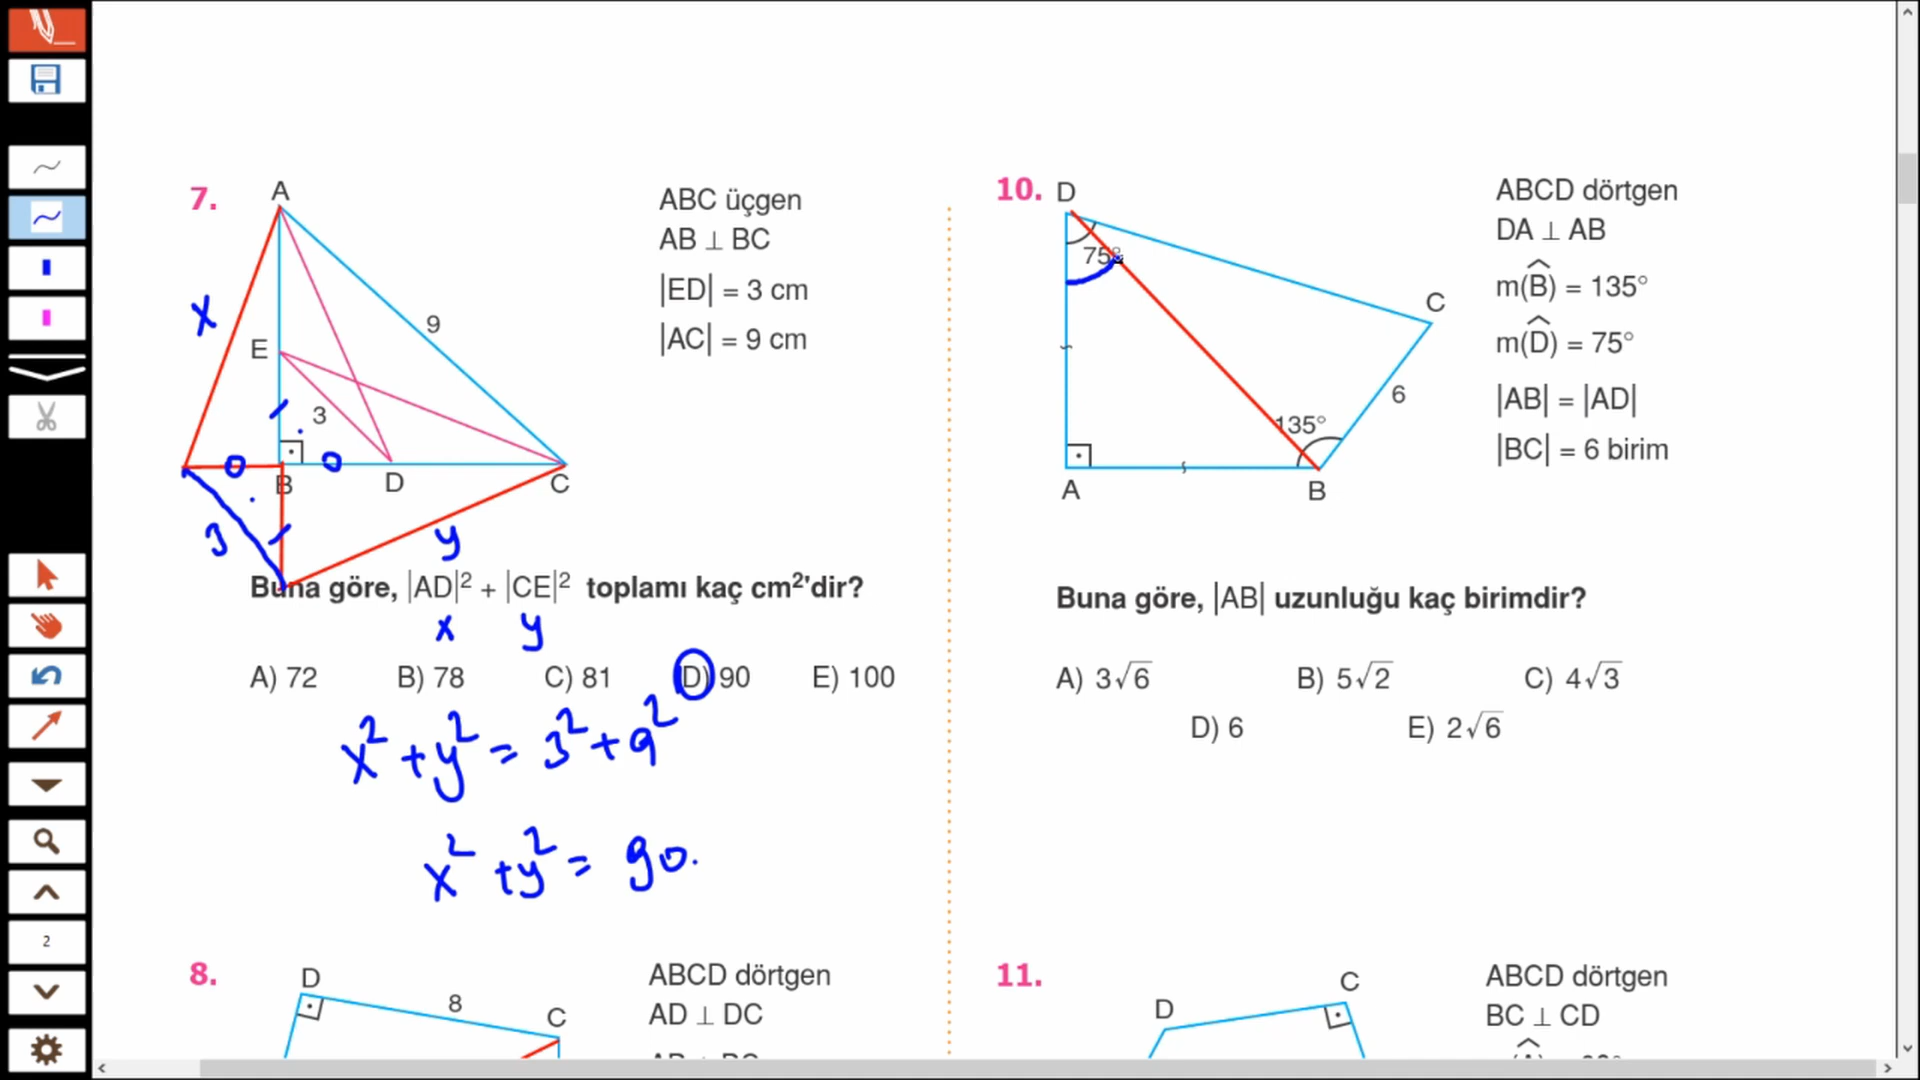 7.
A
ABC üçgen
AB ⊥ BC
|ED| = 3 cm
|AC| = 9 cm
x
9
E
3
B
D
C
3
y
Buna göre, |AD|² + |CE|² toplamı kaç cm²'dir?
x y
A) 72 B) 78 C) 81 D) 90 E) 100
x² + y² = 3² + 9²
x² + y² = 90.
8.
D
8
C
ABCD dörtgen
AD ⊥ DC
10.
D
ABCD dörtgen
DA ⊥ AB
m(B̂) = 135°
m(D̂) = 75°
|AB| = |AD|
|BC| = 6 birim
75°
C
6
135°
A
B
Buna göre, |AB| uzunluğu kaç birimdir?
A) 3√6 B) 5√2 C) 4√3
D) 6 E) 2√6
11.
D
C
ABCD dörtgen
BC ⊥ CD
2